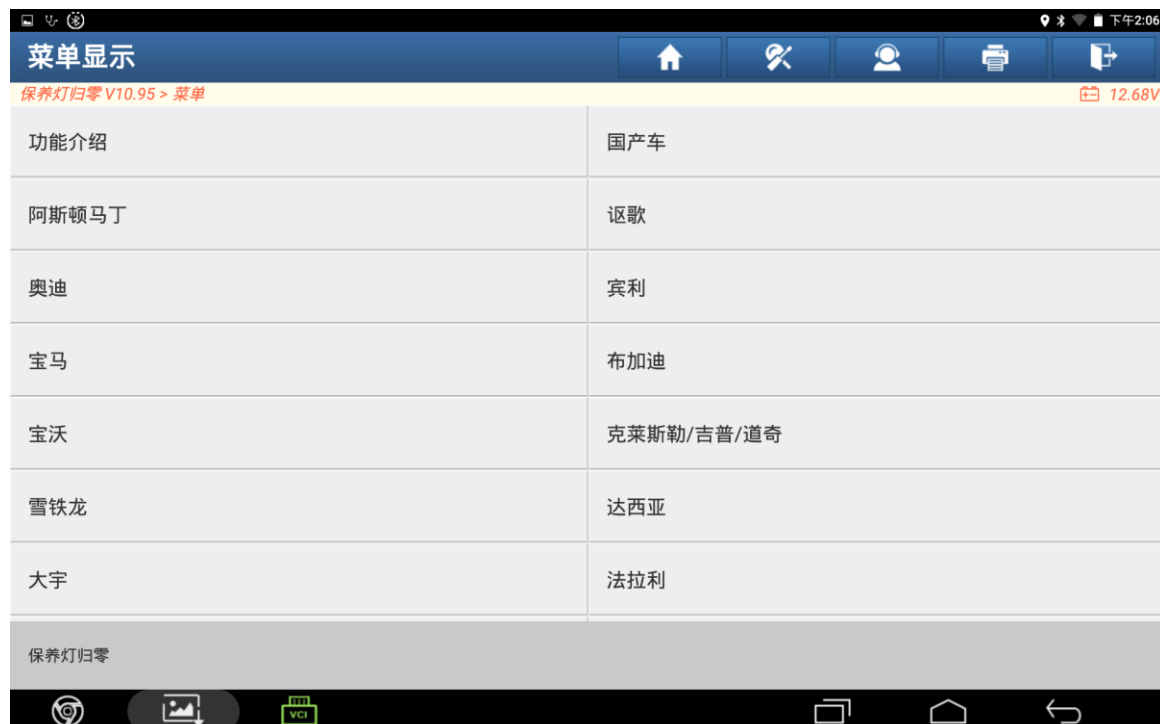 下午2:06
菜单显示
保养灯归零 V10.95 > 菜单
12.68V
功能介绍
国产车
阿斯顿马丁
讴歌
奥迪
宾利
宝马
布加迪
宝沃
克莱斯勒/吉普/道奇
雪铁龙
达西亚
大宇
法拉利
保养灯归零
VCI